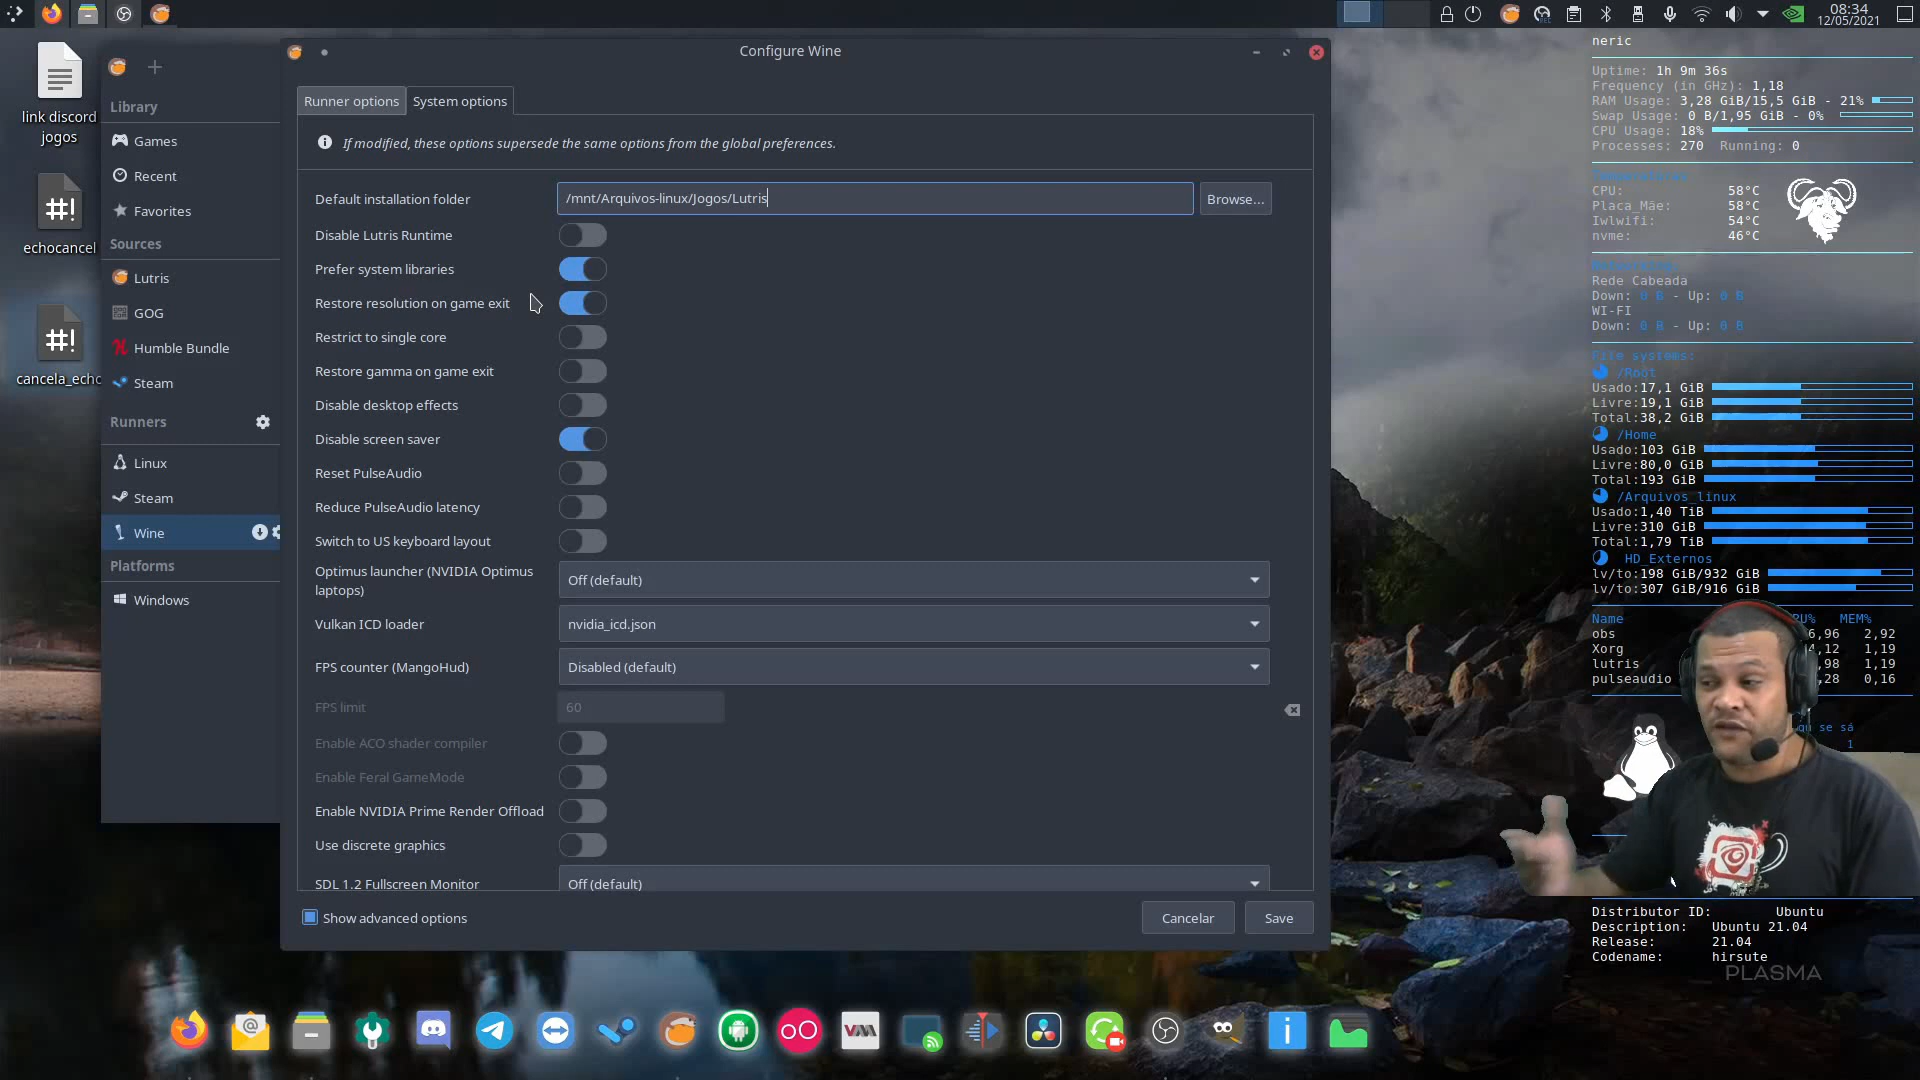 08:34
12/05/2021
link discord
jogos
echocancel
cancela_echo
Library
Games
Recent
Favorites
Sources
Lutris
GOG
Humble Bundle
Steam
Runners
Linux
Steam
Wine
Platforms
Windows
Configure Wine
Runner options
System options
If modified, these options supersede the same options from the global preferences.
Default installation folder
/mnt/Arquivos-linux/Jogos/Lutris
Browse...
Disable Lutris Runtime
Prefer system libraries
Restore resolution on game exit
Restrict to single core
Restore gamma on game exit
Disable desktop effects
Disable screen saver
Reset PulseAudio
Reduce PulseAudio latency
Switch to US keyboard layout
Optimus launcher (NVIDIA Optimus
laptops)
Off (default)
Vulkan ICD loader
nvidia_icd.json
FPS counter (MangoHud)
Disabled (default)
FPS limit
60
Enable ACO shader compiler
Enable Feral GameMode
Enable NVIDIA Prime Render Offload
Use discrete graphics
SDL 1.2 Fullscreen Monitor
Off (default)
Show advanced options
Cancelar
Save
neric
Uptime: 1h 9m 36s
Frequency (in GHz): 1,18
RAM Usage: 3,28 GiB/15,5 GiB - 21%
Swap Usage: 0 B/1,95 GiB - 0%
CPU Usage: 18%
Processes: 270 Running: 0
CPU: 58°C
Placa_Mãe: 58°C
Iwlwifi: 54°C
nvme: 46°C
Rede Cabeada
Down: 0 B - Up: 0 B
WI-FI
Down: 0 B - Up: 0 B
File systems:
/Root
Usado:17,1 GiB
Livre:19,1 GiB
Total:38,2 GiB
/Home
Usado:103 GiB
Livre:80,0 GiB
Total:193 GiB
/Arquivos_linux
Usado:1,40 TiB
Livre:310 GiB
Total:1,79 TiB
HD_Externos
lv/to:198 GiB/932 GiB
lv/to:307 GiB/916 GiB
Name PU% MEM%
obs 6,96 2,92
Xorg 4,12 1,19
lutris ,98 1,19
pulseaudio ,28 0,16
qu se sá
1
Distributor ID: Ubuntu
Description: Ubuntu 21.04
Release: 21.04
Codename: hirsute
PLASMA